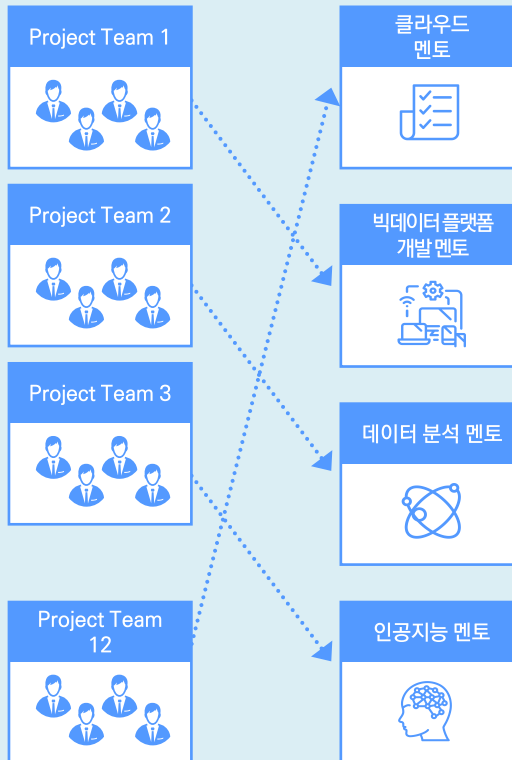 Project Team 1
Project Team 2
Project Team 3
Project Team
12
클라우드
멘토
빅데이터 플랫폼
개발 멘토
데이터 분석 멘토
인공지능 멘토